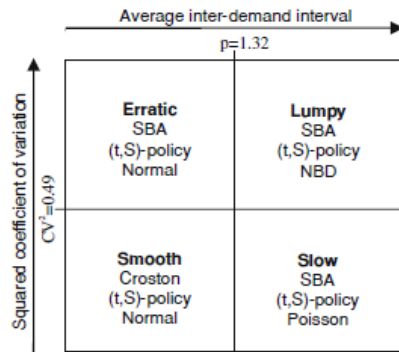 Average inter-demand interval
p=1.32
Squared coefficient of variation
CV²=0.49
Erratic
SBA
(t,S)-policy
Normal
Lumpy
SBA
(t,S)-policy
NBD
Smooth
Croston
(t,S)-policy
Normal
Slow
SBA
(t,S)-policy
Poisson